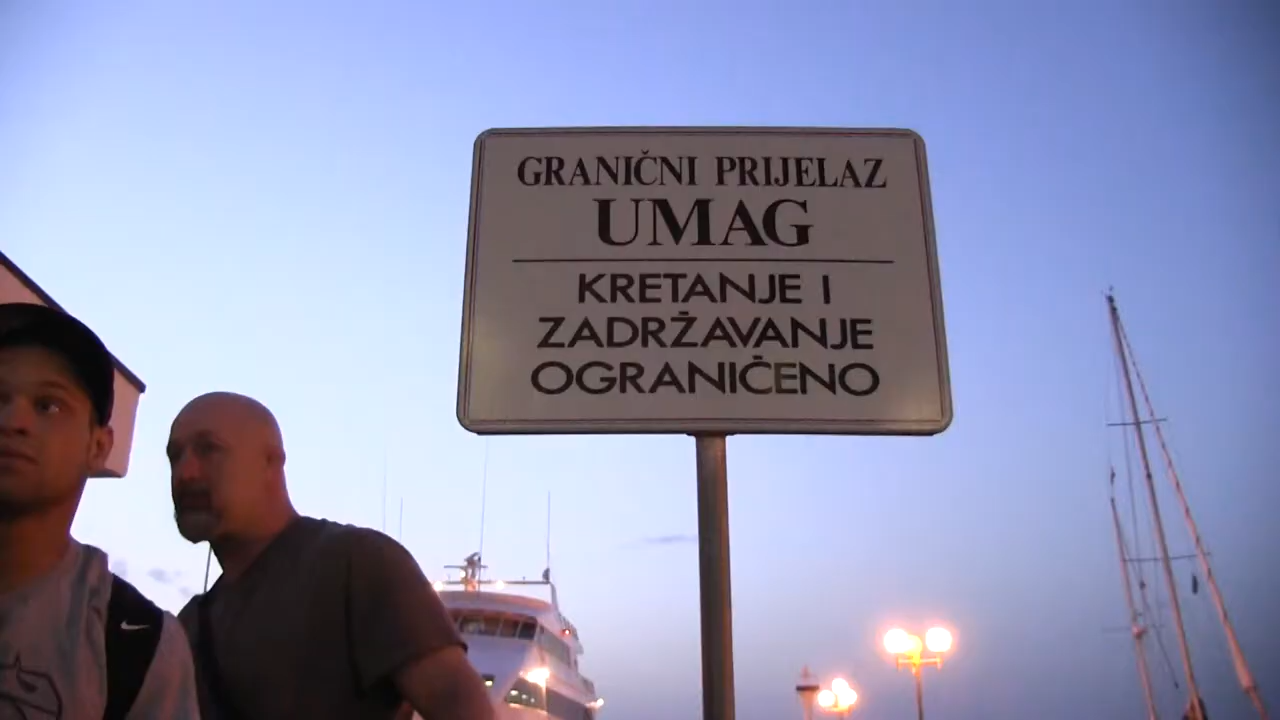 GRANIČNI PRIJELAZ
UMAG
KRETANJE I
ZADRŽAVANJE
OGRANIČENO